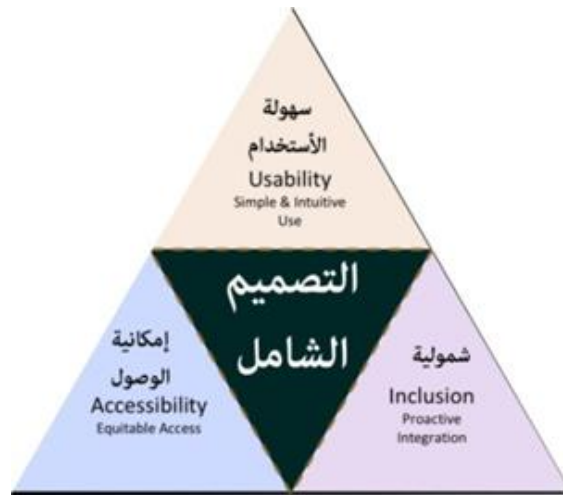 سهولة
الأستخدام
Usability
Simple & Intuitive
Use
التصميم
الشامل
إمكانية
الوصول
Accessibility
Equitable Access
شمولية
Inclusion
Proactive
Integration